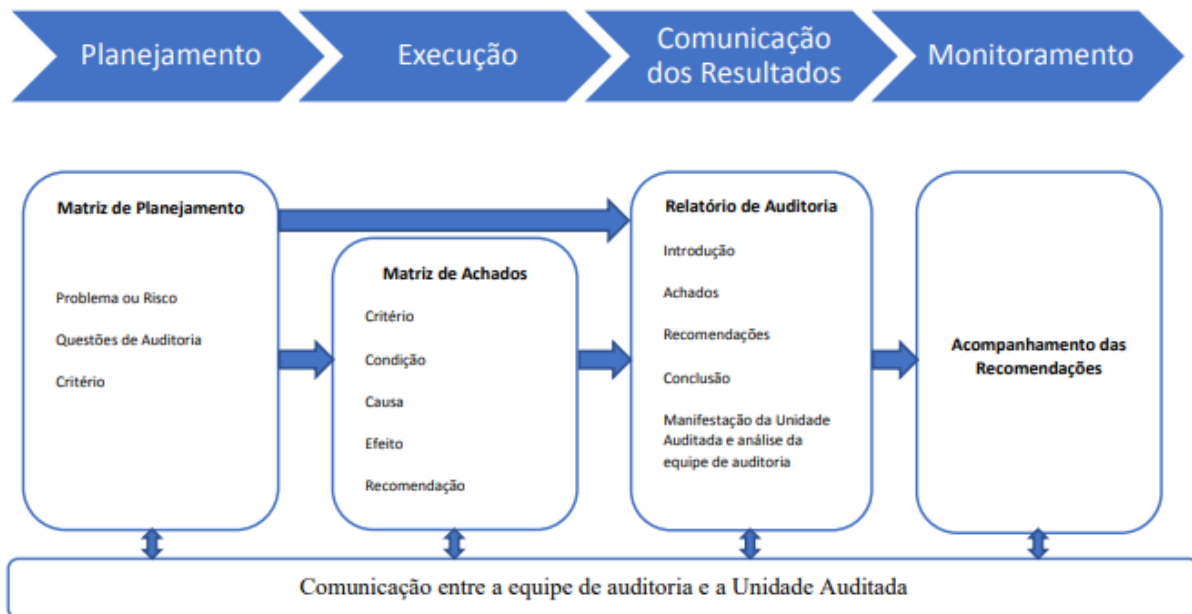 Planejamento
Execução
Comunicação
dos Resultados
Monitoramento
Matriz de Planejamento
Problema ou Risco
Questões de Auditoria
Critério
Matriz de Achados
Critério
Condição
Causa
Efeito
Recomendação
Relatório de Auditoria
Introdução
Achados
Recomendações
Conclusão
Manifestação da Unidade
Auditada e análise da
equipe de auditoria
Acompanhamento das
Recomendações
Comunicação entre a equipe de auditoria e a Unidade Auditada